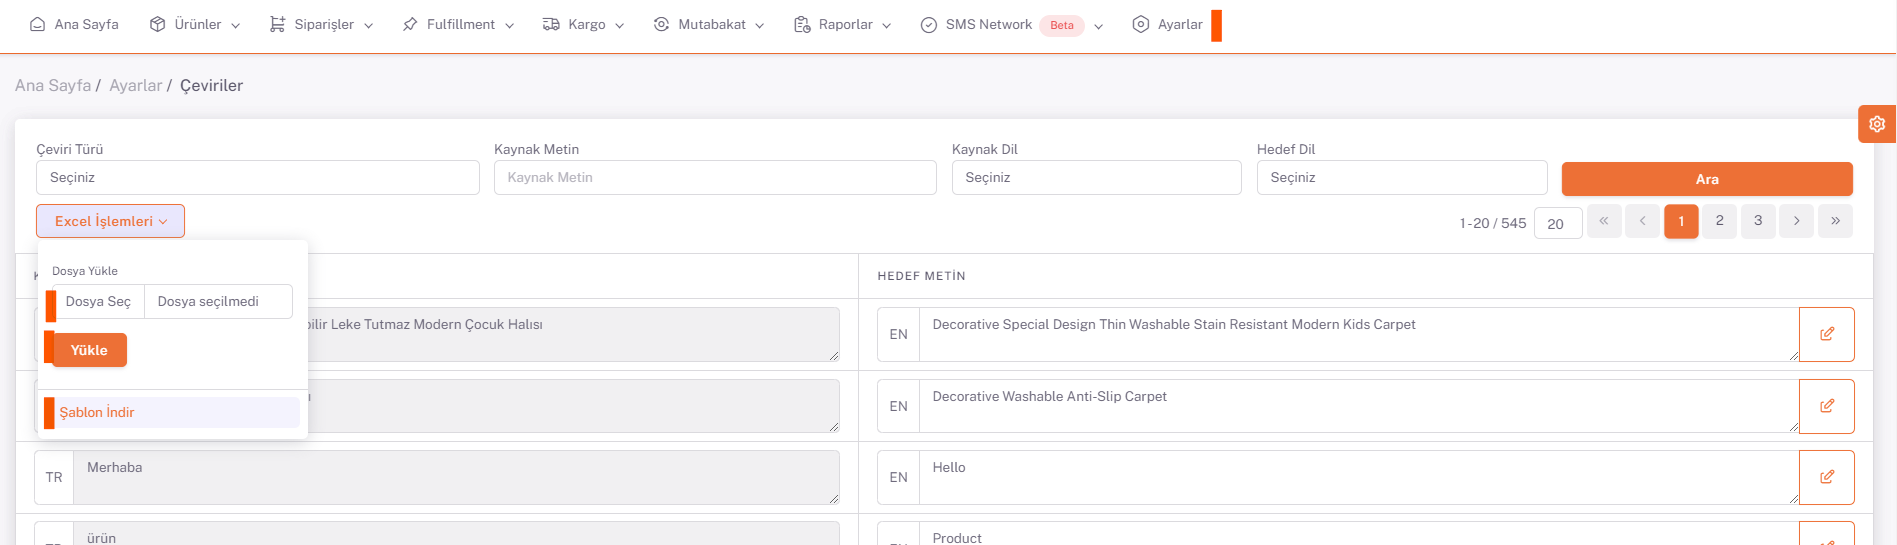 Ana Sayfa Ürünler Siparişler Fulfillment Kargo Mutabakat Raporlar SMS Network Beta Ayarlar
Ana Sayfa / Ayarlar / Çeviriler
Çeviri Türü Kaynak Metin Kaynak Dil Hedef Dil
Seçiniz Kaynak Metin Seçiniz Seçiniz Ara
Excel İşlemleri 1-20 / 545 20 « ‹ 1 2 3 › »
Dosya Yükle
HEDEF METİN
Dosya Seç Dosya seçilmedi
Leke Tutmaz Modern Çocuk Halısı EN Decorative Special Design Thin Washable Stain Resistant Modern Kids Carpet
Yükle
EN Decorative Washable Anti-Slip Carpet
Şablon İndir
TR Merhaba EN Hello
ürün Product